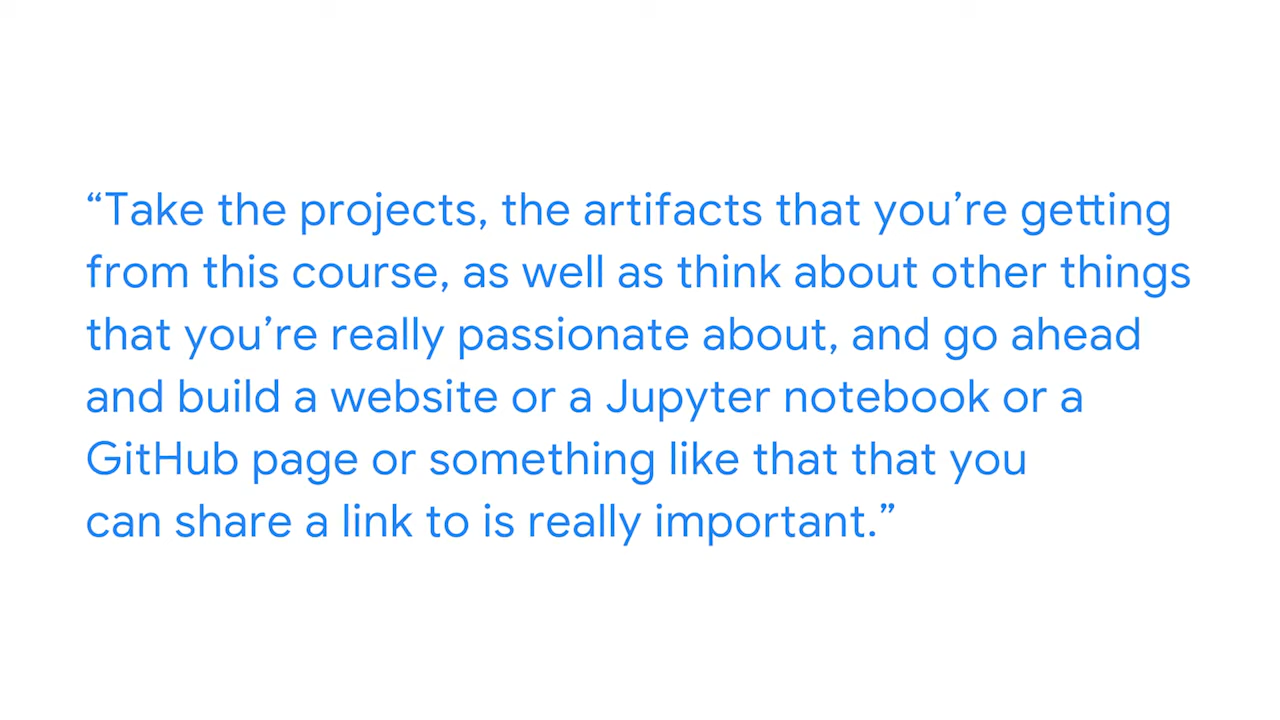 “Take the projects, the artifacts that you’re getting
from this course, as well as think about other things
that you’re really passionate about, and go ahead
and build a website or a Jupyter notebook or a
GitHub page or something like that that you
can share a link to is really important.”